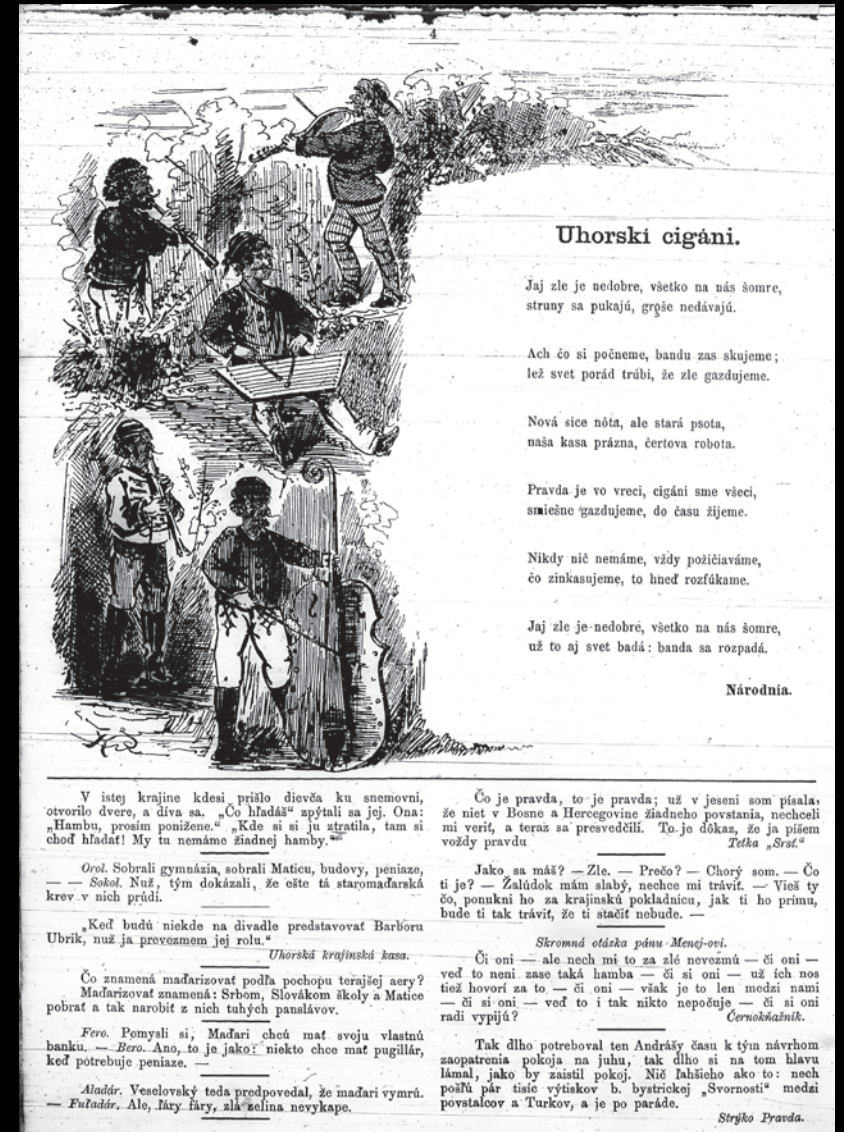 4
Uhorskí cigáni.
Jaj zle je nedobre, všetko na nás šomre,
struny sa pukajú, groše nedávajú.
Ach čo si počneme, bandu zas skujeme;
lež svet porád trúbi, že zle gazdujeme.
Nová sice nôta, ale stará psota,
naša kasa prázna, čertova robota.
Pravda je vo vreci, cigáni sme všeci,
smiešne gazdujeme, do času žijeme.
Nikdy nič nemáme, vždy požičiaváme,
čo zinkasujeme, to hneď rozfúkame.
Jaj zle je nedobre, všetko na nás šomre,
už to aj svet badá: banda sa rozpadá.
Národnia.
V istej krajine kdesi prišlo dievča ku snemovni,
otvorilo dvere, a díva sa. „Čo hľadáš“ zpýtali sa jej. Ona:
„Hambu, prosím ponížene.“ „Kde si si ju ztratila, tam si
choď hľadať! My tu nemáme žiadnej hamby.“
Orol. Sobrali gymnázia, sobrali Maticu, budovy, peniaze,
— — Sokol. Nuž, tým dokázali, že ešte tá staromaďarská
krev v nich prúdi.
„Keď budú niekde na divadle predstavovať Barboru
Ubrik, nuž ja prevezmem jej rolu.“
Uhorská krajinská kasa.
Čo znamená maďarizovať podľa pochopu terajšej aery?
Maďarizovať znamená: Srbom, Slovákom školy a Matice
pobrať a tak narobiť z nich tuhých panslávov.
Fero. Pomysli si, Maďari chcú mať svoju vlastnú
banku. — Bero. Ano, to je jako: niekto chce mať pugillár,
keď potrebuje peniaze. —
Aladár. Veselovský teda predpovedal, že maďari vymrú.
— Fuľadár. Ale, ľáry fáry, zlá zelina nevykape.
Čo je pravda, to je pravda; už v jeseni som písala,
že niet v Bosne a Hercegovine žiadneho povstania, nechceli
mi veriť, a teraz sa presvedčili. To je dôkaz, že ja píšem
voždy pravdu
Tetka „Srsť.“
Jako sa máš? — Zle. — Prečo? — Chorý som. — Čo
ti je? — Žalúdok mám slabý, nechce mi tráviť. — Vieš ty
čo, ponukni ho za krajinskú pokladnicu, jak ti ho prímu,
bude ti tak tráviť, že ti stačiť nebude. —
Skromná otázka pánu Menej-ovi.
Či oni — ale nech mi to za zlé nevezmú — či oni —
veď to neni zase taká hamba — či si oni — už ích nos
tiež hovorí za to — či oni — však je to len medzi nami
— či si oni — veď to i tak nikto nepočuje — či si oni
radi vypijú?
Černokňažník.
Tak dlho potreboval ten Andrášy času k tým návrhom
zaopatrenia pokoja na juhu, tak dlho si na tom hlavu
lámal, jako by zaistil pokoj. Nič ľahšieho ako to: nech
pošľú pár tisíc výtiskov b. bystrickej „Svornosti“ medzi
povstalcov a Turkov, a je po paráde.
Strýko Pravda.